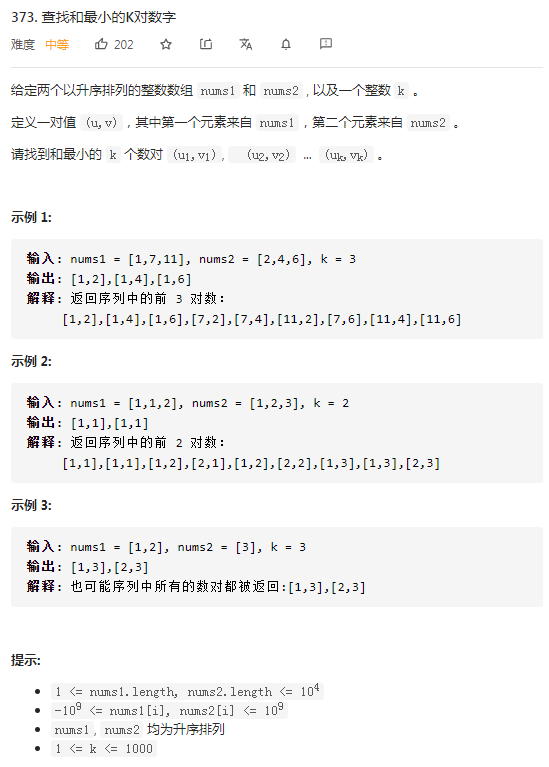 373. 查找和最小的K对数字
难度 中等 202
给定两个以升序排列的整数数组 nums1 和 nums2 , 以及一个整数 k 。
定义一对值 (u,v) ，其中第一个元素来自 nums1 ，第二个元素来自 nums2 。
请找到和最小的 k 个数对 (u1,v1) , (u2,v2) ... (uk,vk) 。
示例 1:
输入: nums1 = [1,7,11], nums2 = [2,4,6], k = 3
输出: [1,2],[1,4],[1,6]
解释: 返回序列中的前 3 对数:
[1,2],[1,4],[1,6],[7,2],[7,4],[11,2],[7,6],[11,4],[11,6]
示例 2:
输入: nums1 = [1,1,2], nums2 = [1,2,3], k = 2
输出: [1,1],[1,1]
解释: 返回序列中的前 2 对数:
[1,1],[1,1],[1,2],[2,1],[1,2],[2,2],[1,3],[1,3],[2,3]
示例 3:
输入: nums1 = [1,2], nums2 = [3], k = 3
输出: [1,3],[2,3]
解释: 也可能序列中所有的数对都被返回:[1,3],[2,3]
提示:
1 <= nums1.length, nums2.length <= 10⁴
-10⁹ <= nums1[i], nums2[i] <= 10⁹
nums1 , nums2 均为升序排列
1 <= k <= 1000